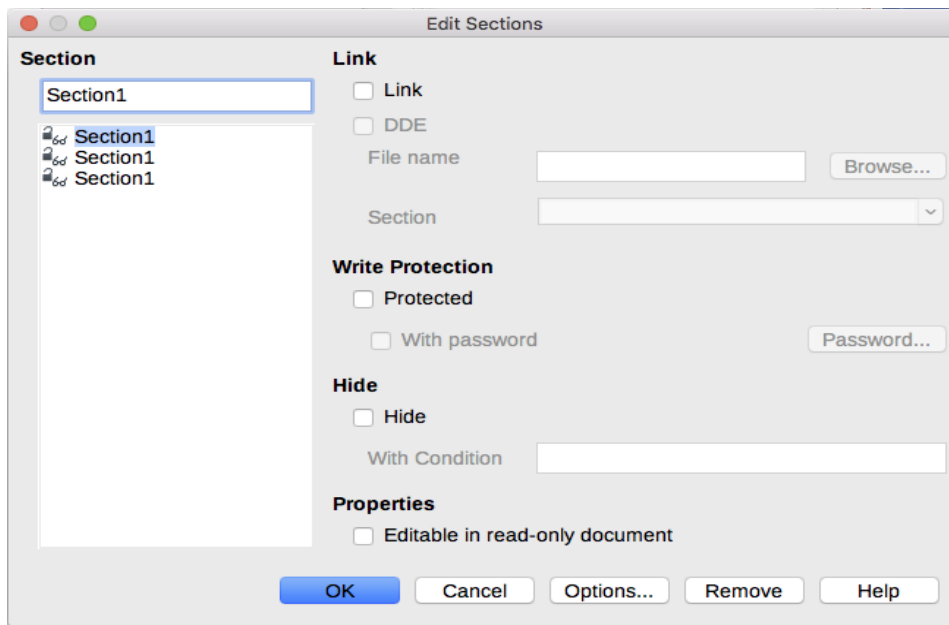 Edit Sections
Section
Section1
Section1
Section1
Section1
Link
Link
DDE
File name
Browse...
Section
Write Protection
Protected
With password
Password...
Hide
Hide
With Condition
Properties
Editable in read-only document
OK
Cancel
Options...
Remove
Help